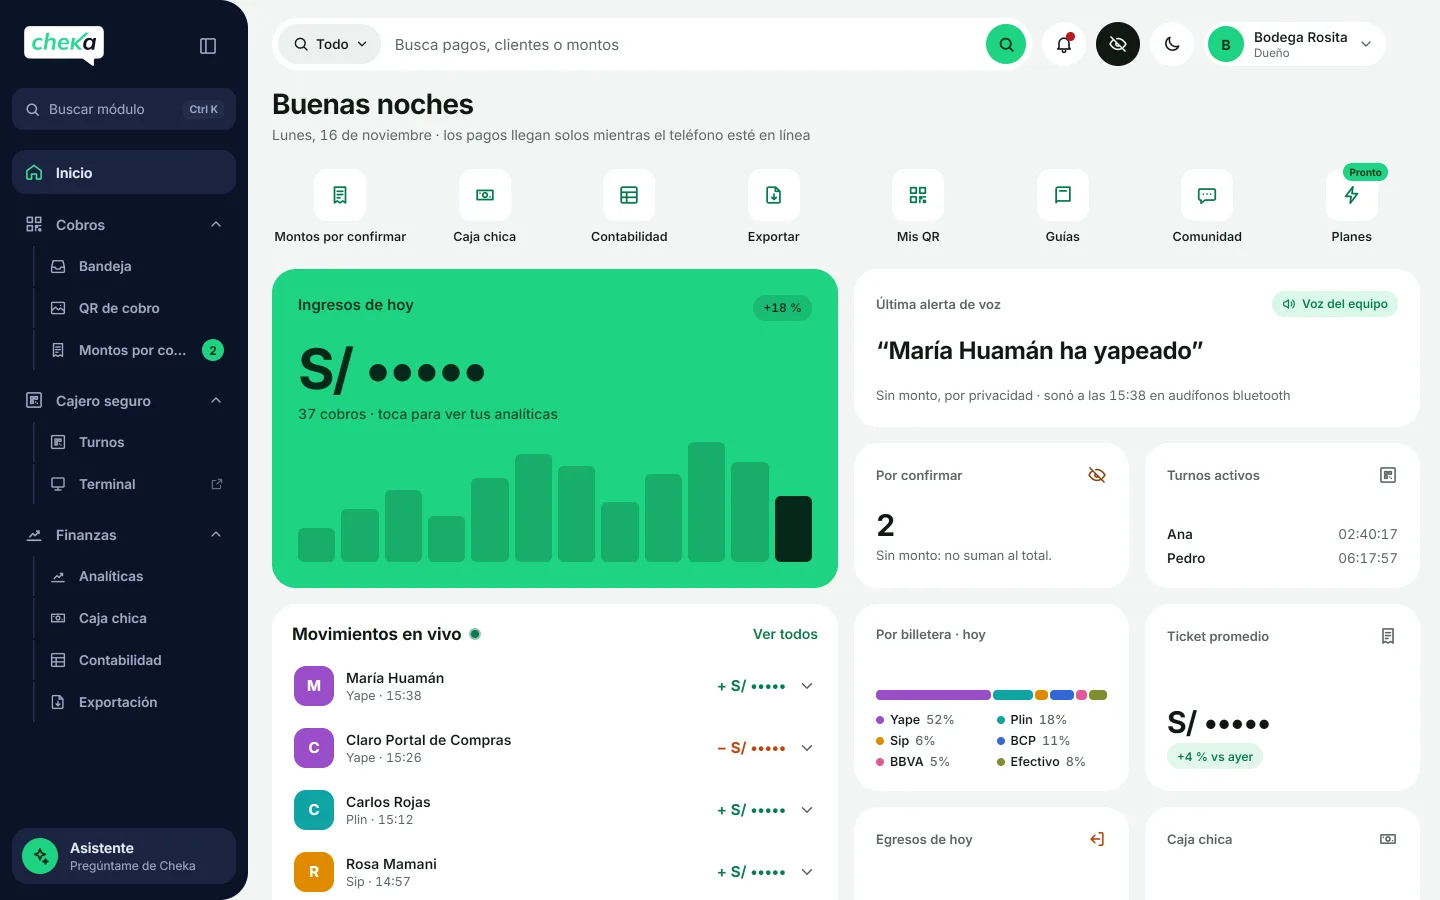 cheka
Buscar módulo
Ctrl K
Inicio
Cobros
Bandeja
QR de cobro
Montos por co...
2
Cajero seguro
Turnos
Terminal
Finanzas
Analíticas
Caja chica
Contabilidad
Exportación
Asistente
Pregúntame de Cheka
Todo
Busca pagos, clientes o montos
B
Bodega Rosita
Dueño
Buenas noches
Lunes, 16 de noviembre · los pagos llegan solos mientras el teléfono esté en línea
Montos por confirmar
Caja chica
Contabilidad
Exportar
Mis QR
Guías
Comunidad
Pronto
Planes
Ingresos de hoy
+18 %
S/ •••••
37 cobros · toca para ver tus analíticas
Última alerta de voz
Voz del equipo
“María Huamán ha yapeado”
Sin monto, por privacidad · sonó a las 15:38 en audífonos bluetooth
Por confirmar
2
Sin monto: no suman al total.
Turnos activos
Ana 02:40:17
Pedro 06:17:57
Movimientos en vivo
Ver todos
M
María Huamán
Yape · 15:38
+ S/ •••••
C
Claro Portal de Compras
Yape · 15:26
– S/ •••••
C
Carlos Rojas
Plin · 15:12
+ S/ •••••
R
Rosa Mamani
Sip · 14:57
+ S/ •••••
Por billetera · hoy
Yape 52%
Plin 18%
Sip 6%
BCP 11%
BBVA 5%
Efectivo 8%
Ticket promedio
S/ •••••
+4 % vs ayer
Egresos de hoy
Caja chica